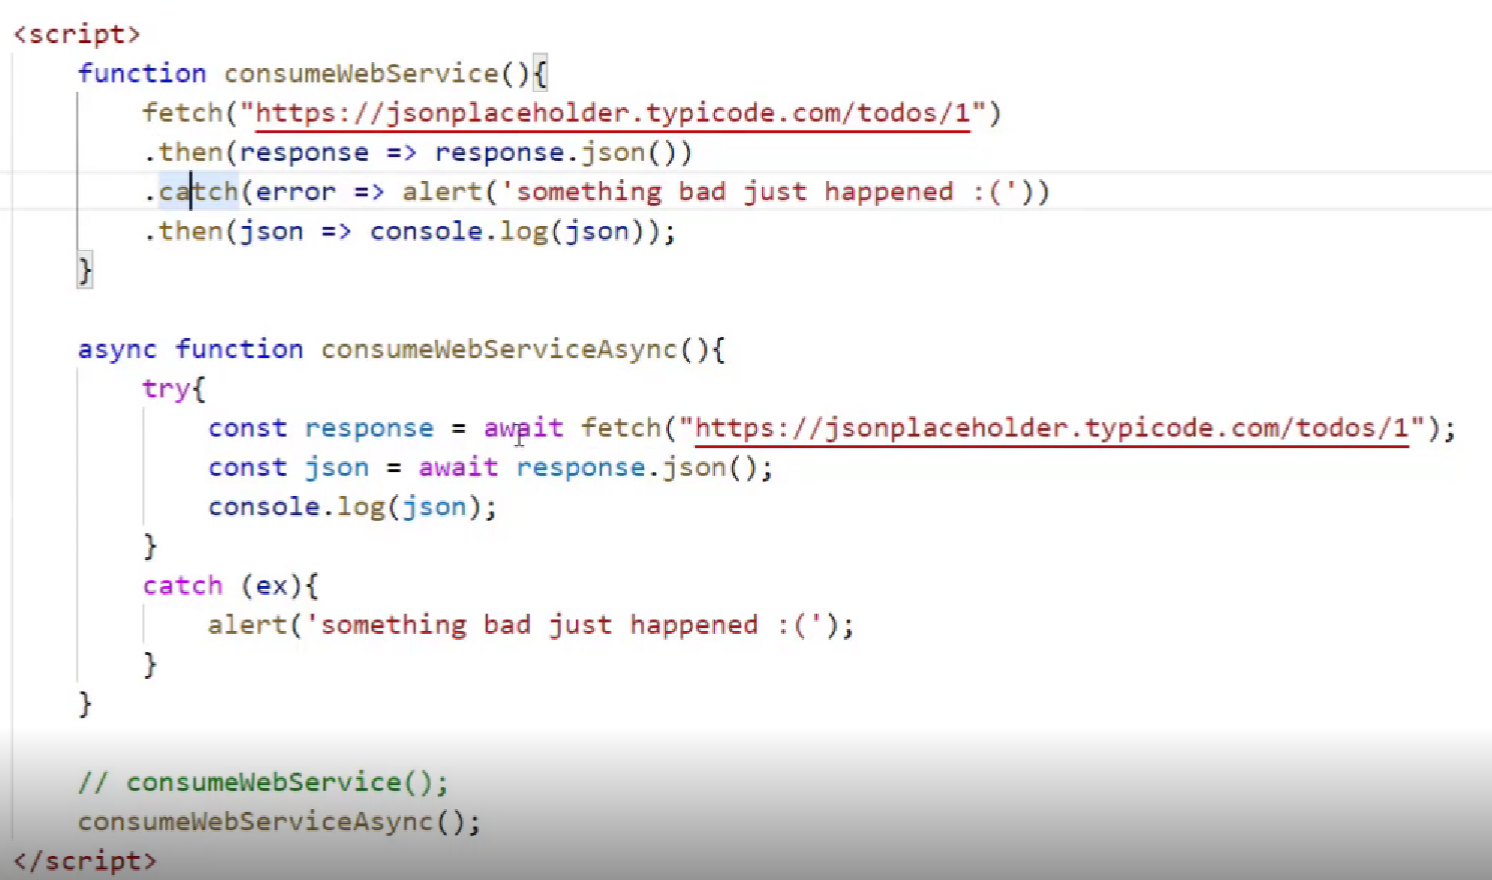 <script>
function consumeWebService(){
fetch("https://jsonplaceholder.typicode.com/todos/1")
.then(response => response.json())
.catch(error => alert('something bad just happened :('))
.then(json => console.log(json));
}
async function consumeWebServiceAsync(){
try{
const response = await fetch("https://jsonplaceholder.typicode.com/todos/1");
const json = await response.json();
console.log(json);
}
catch (ex){
alert('something bad just happened :(');
}
}
// consumeWebService();
consumeWebServiceAsync();
</script>